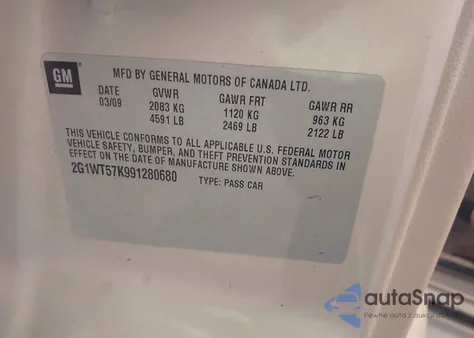 GM
MFD BY GENERAL MOTORS OF CANADA LTD.
DATE GVWR GAWR FRT GAWR RR
03/09 2083 KG 1120 KG 963 KG
4591 LB 2469 LB 2122 LB
THIS VEHICLE CONFORMS TO ALL APPLICABLE U.S. FEDERAL MOTOR
VEHICLE SAFETY, BUMPER, AND THEFT PREVENTION STANDARDS IN
EFFECT ON THE DATE OF MANUFACTURE SHOWN ABOVE.
2G1WT57K991280680 TYPE: PASS CAR
autoSnap
Pewne auta z aukcji